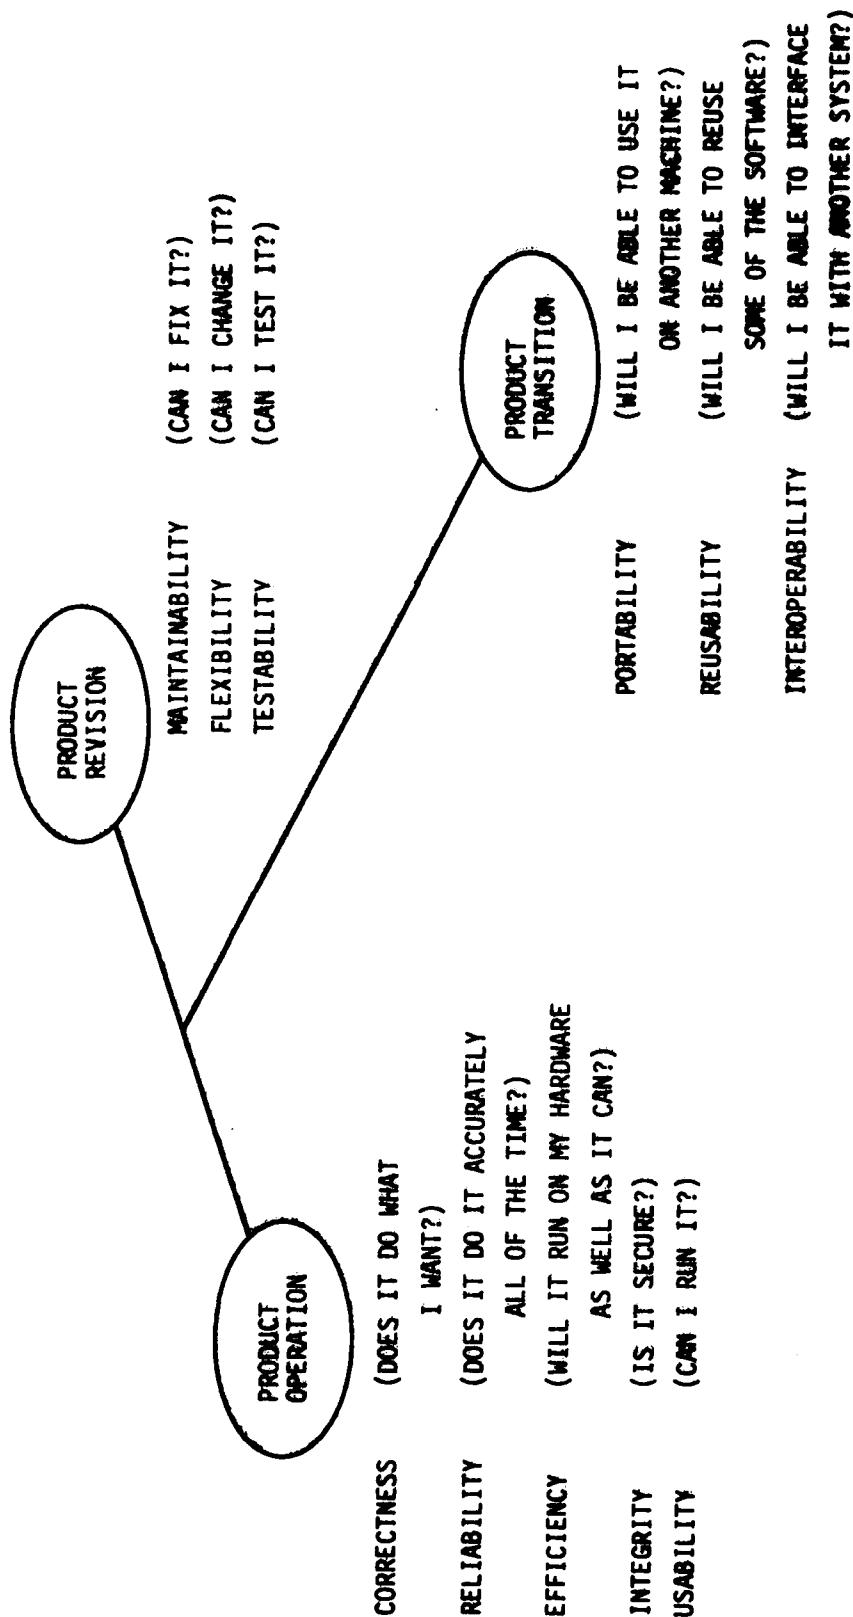 PRODUCT
REVISION
MAINTAINABILITY (CAN I FIX IT?)
FLEXIBILITY (CAN I CHANGE IT?)
TESTABILITY (CAN I TEST IT?)
PRODUCT
OPERATION
CORRECTNESS (DOES IT DO WHAT
I WANT?)
RELIABILITY (DOES IT DO IT ACCURATELY
ALL OF THE TIME?)
EFFICIENCY (WILL IT RUN ON MY HARDWARE
AS WELL AS IT CAN?)
INTEGRITY (IS IT SECURE?)
USABILITY (CAN I RUN IT?)
PRODUCT
TRANSITION
PORTABILITY (WILL I BE ABLE TO USE IT
ON ANOTHER MACHINE?)
REUSABILITY (WILL I BE ABLE TO REUSE
SOME OF THE SOFTWARE?)
INTEROPERABILITY (WILL I BE ABLE TO INTERFACE
IT WITH ANOTHER SYSTEM?)